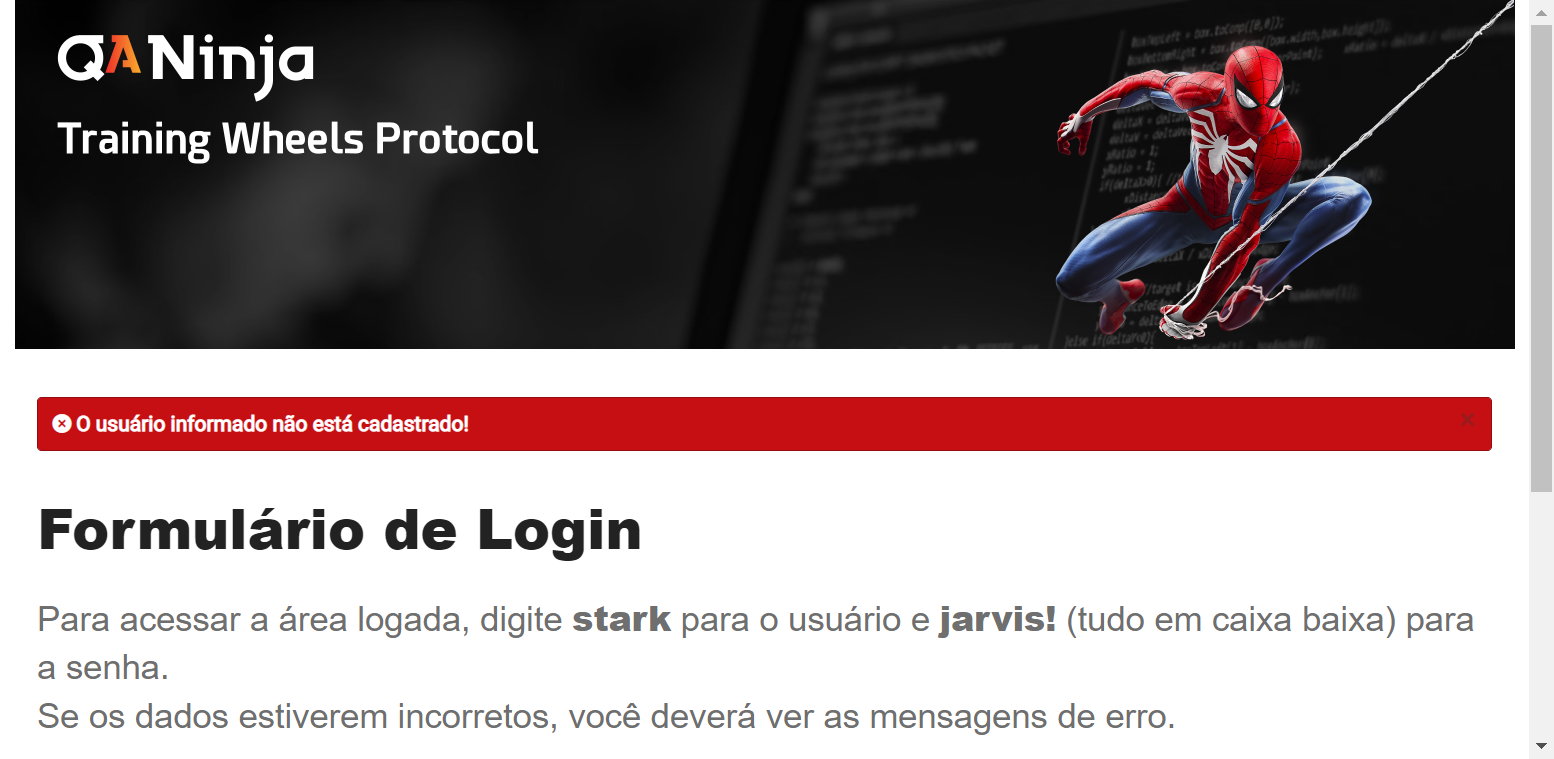 QANinja
Training Wheels Protocol
O usuário informado não está cadastrado!
Formulário de Login
Para acessar a área logada, digite stark para o usuário e jarvis! (tudo em caixa baixa) para
a senha.
Se os dados estiverem incorretos, você deverá ver as mensagens de erro.